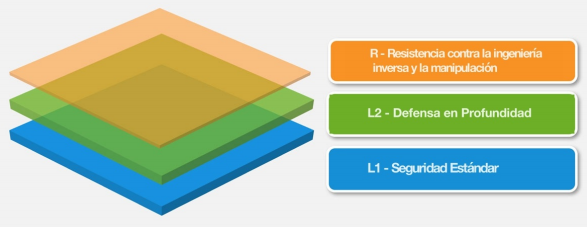 R - Resistencia contra la ingeniería
inversa y la manipulación
L2 - Defensa en Profundidad
L1 - Seguridad Estándar